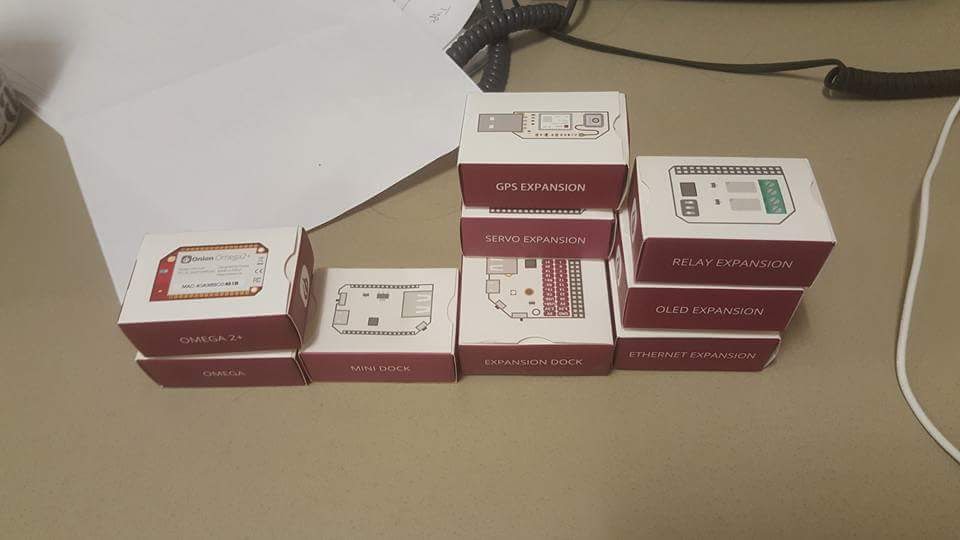 GPS EXPANSION
SERVO EXPANSION
RELAY EXPANSION
Onion Omega2+
OLED EXPANSION
OMEGA 2+
ETHERNET EXPANSION
OMEGA
MINI DOCK
EXPANSION DOCK